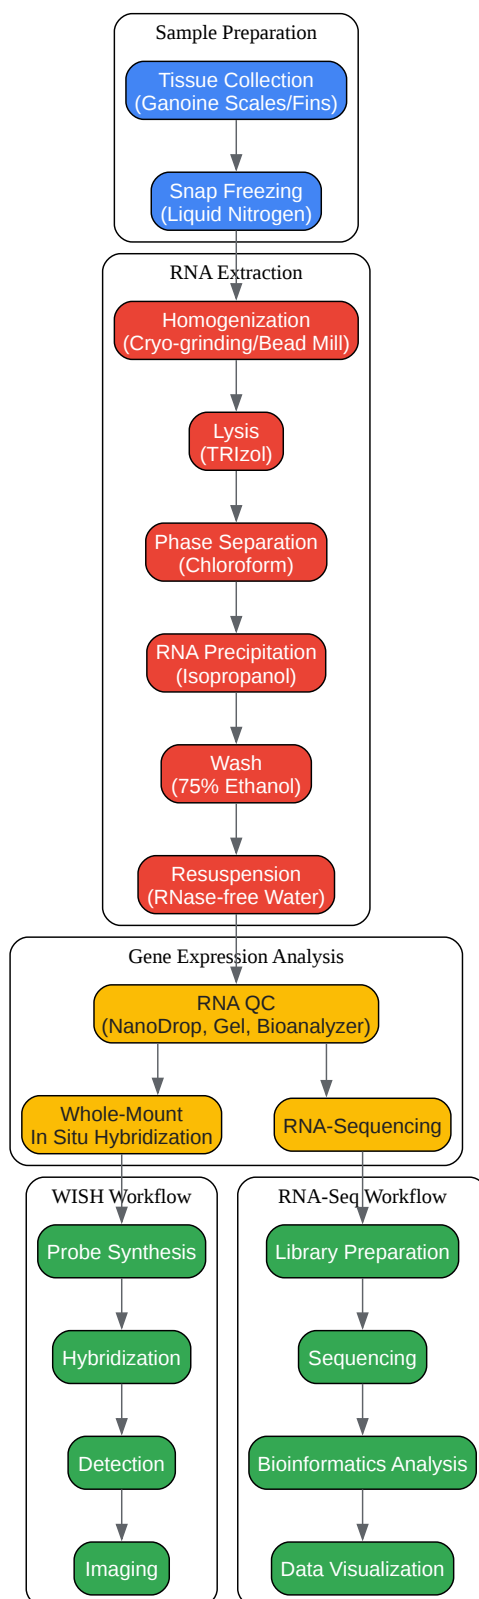 Sample Preparation
Tissue Collection
(Ganoine Scales/Fins)
Snap Freezing
(Liquid Nitrogen)
RNA Extraction
Homogenization
(Cryo-grinding/Bead Mill)
Lysis
(TRIzol)
Phase Separation
(Chloroform)
RNA Precipitation
(Isopropanol)
Wash
(75% Ethanol)
Resuspension
(RNase-free Water)
Gene Expression Analysis
RNA QC
(NanoDrop, Gel, Bioanalyzer)
Whole-Mount
In Situ Hybridization
RNA-Sequencing
WISH Workflow
Probe Synthesis
Hybridization
Detection
Imaging
RNA-Seq Workflow
Library Preparation
Sequencing
Bioinformatics Analysis
Data Visualization